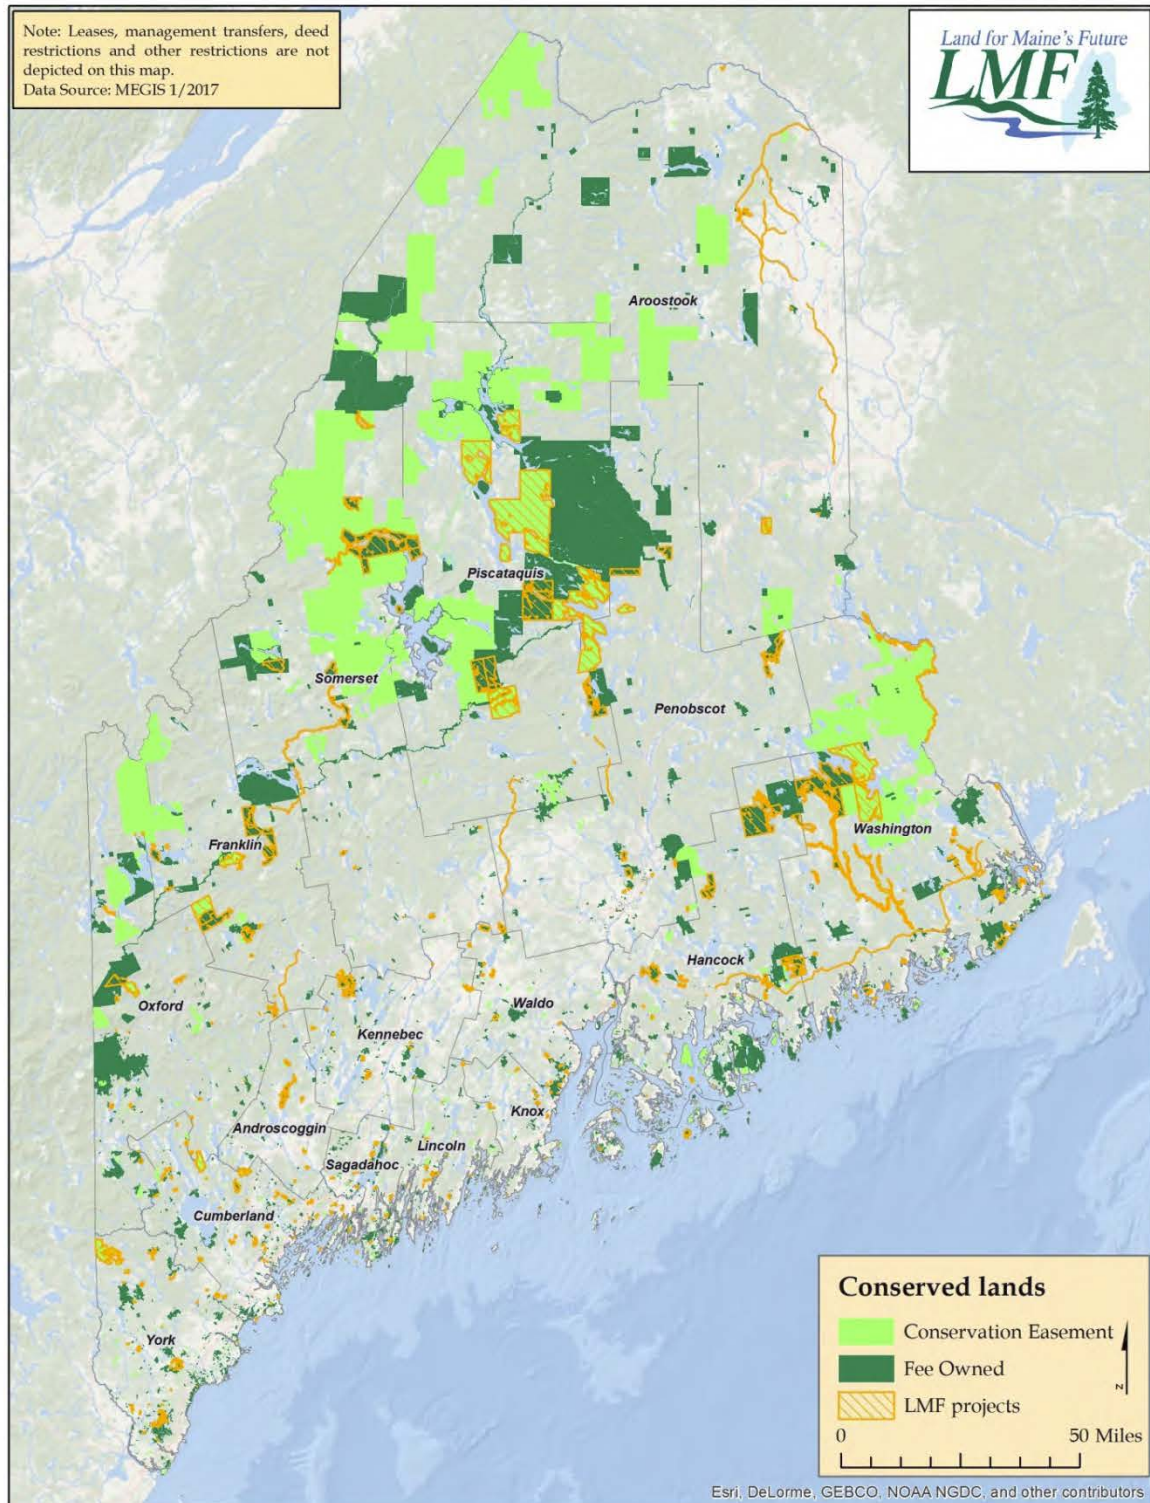 Note: Leases, management transfers, deed
restrictions and other restrictions are not
depicted on this map.
Data Source: MEGIS 1/2017
Land for Maine's Future
LMF
Aroostook
Piscataquis
Somerset
Penobscot
Washington
Franklin
Hancock
Oxford
Waldo
Kennebec
Knox
Androscoggin
Lincoln
Sagadahoc
Cumberland
York
Conserved lands
Conservation Easement
Fee Owned
LMF projects
N
0 50 Miles
Esri, DeLorme, GEBCO, NOAA NGDC, and other contributors